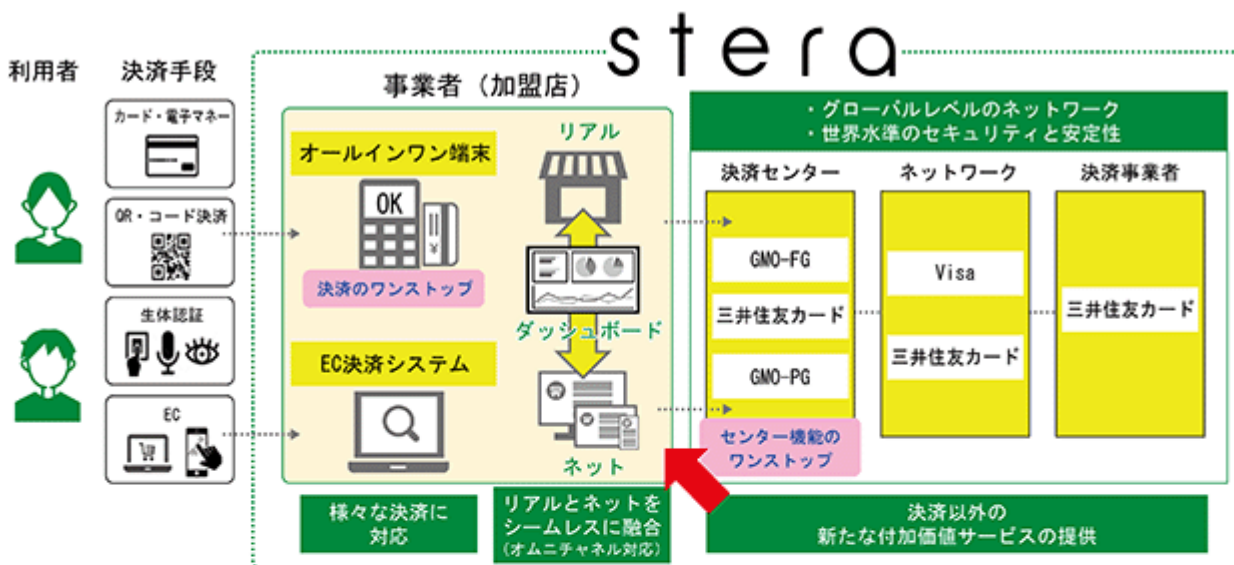 stera
利用者
決済手段
カード・電子マネー
QR・コード決済
生体認証
EC
事業者（加盟店）
オールインワン端末
OK
¥
決済のワンストップ
EC決済システム
リアル
ダッシュボード
ネット
・グローバルレベルのネットワーク
・世界水準のセキュリティと安定性
決済センター
GMO-FG
三井住友カード
GMO-PG
センター機能の
ワンストップ
ネットワーク
Visa
三井住友カード
決済事業者
三井住友カード
様々な決済に
対応
リアルとネットを
シームレスに融合
（オムニチャネル対応）
決済以外の
新たな付加価値サービスの提供